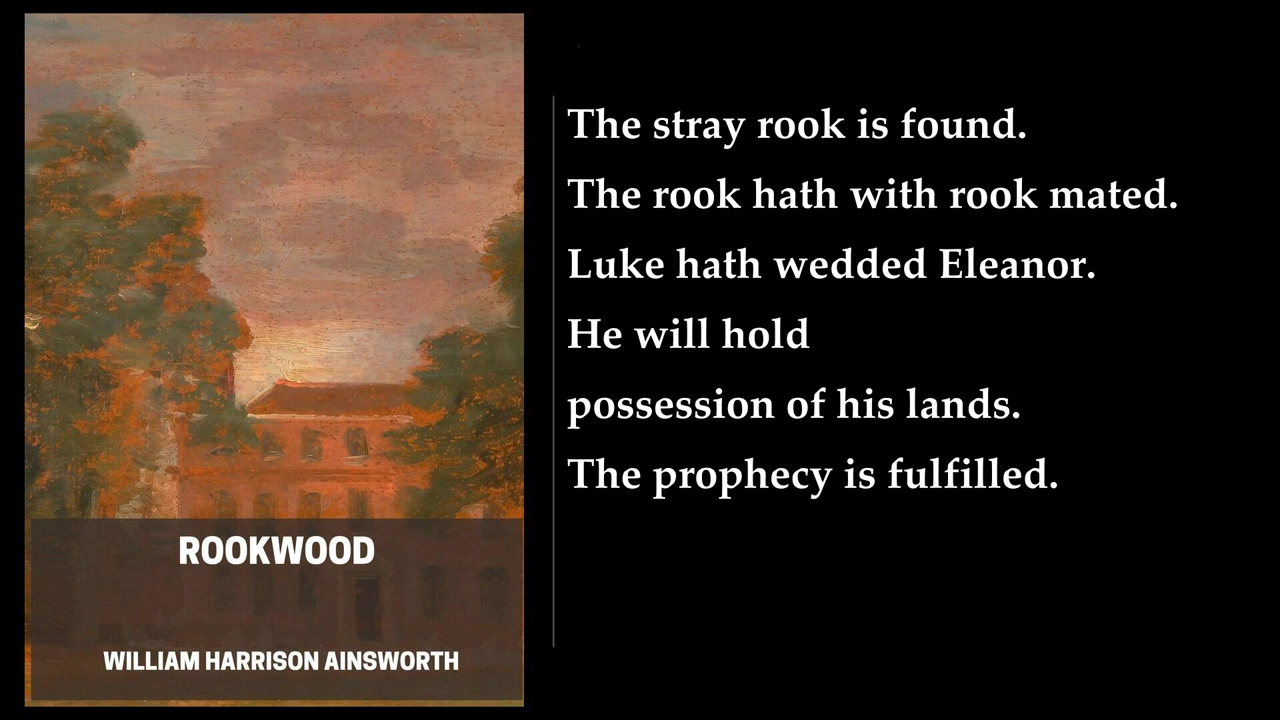 ROOKWOOD
WILLIAM HARRISON AINSWORTH
The stray rook is found.
The rook hath with rook mated.
Luke hath wedded Eleanor.
He will hold
possession of his lands.
The prophecy is fulfilled.